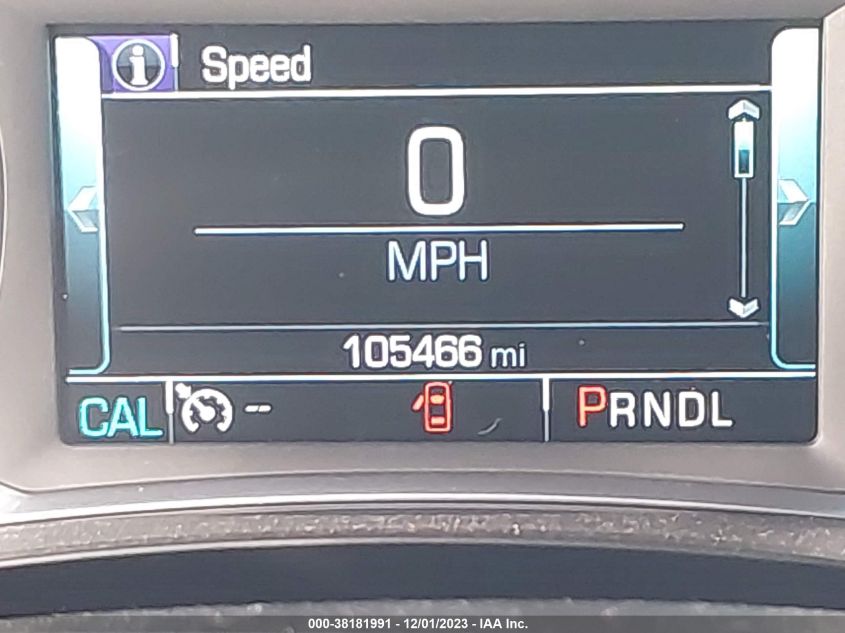 i Speed
0
MPH
105466 mi
CAL -- PRNDL
000-38181991 - 12/01/2023 - IAA Inc.